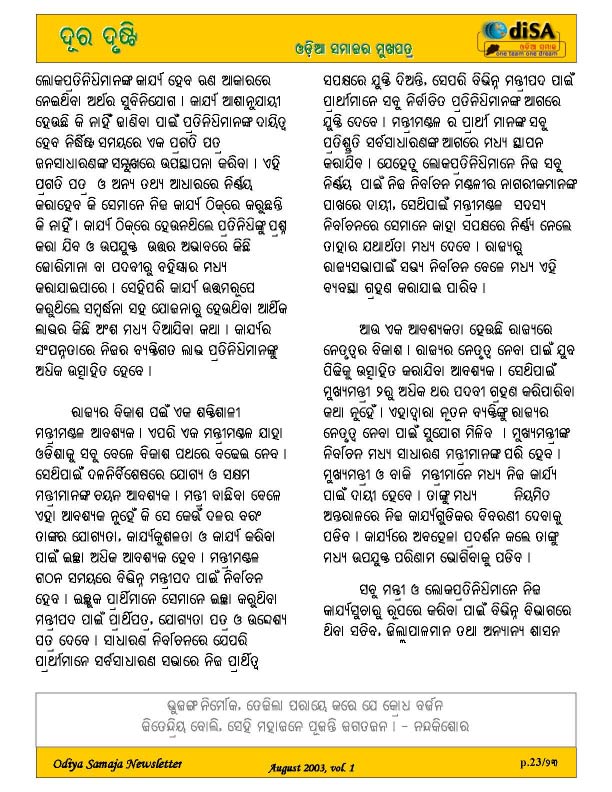 ଦୂର ଦୃଷ୍ଟି
ଓଡ଼ିଆ ସମାଜର ମୁଖପତ୍ର
OdiSA
ଓଡ଼ିଆ ସମାଜ
one team one dream
ଲୋକପ୍ରତିନିଧିମାନଙ୍କ କାର୍ଯ୍ୟ ହେବ ଋଣ ଆକାରରେ
ନେଇଥିବା ଅର୍ଥର ସୁବିନିଯୋଗ । କାର୍ଯ୍ୟ ଆଶାନୁଯାୟୀ
ହେଉଛି କି ନାହିଁ ଜାଣିବା ପାଇଁ ପ୍ରତିନିଧିମାନଙ୍କ ଦାୟିତ୍ଵ
ହେବ ନିର୍ଦ୍ଧିଷ୍ଟ ସମୟରେ ଏକ ପ୍ରଗତି ପତ୍ର
ଜନସାଧାରଣଙ୍କ ସମ୍ମୁଖରେ ଉପସ୍ଥାପନା କରିବା । ଏହି
ପ୍ରଗତି ପତ୍ର ଓ ଅନ୍ୟ ତଥ୍ୟ ଆଧାରରେ ନିର୍ଣ୍ଣୟ
କରାହେବ କି ସେମାନେ ନିଜ କାର୍ଯ୍ୟ ଠିକ୍‌ରେ କରୁଛନ୍ତି
କି ନାହିଁ । କାର୍ଯ୍ୟ ଠିକ୍‌ରେ ହେଉନଥିଲେ ପ୍ରତିନିଧିଙ୍କୁ ପ୍ରଶ୍ନ
କରା ଯିବ ଓ ଉପଯୁକ୍ତ ଉତ୍ତର ଅଭାବରେ କିଛି
ଜୋରିମାନା ବା ପଦବୀରୁ ବହିଷ୍କାର ମଧ୍ୟ
କରାଯାଇପାରେ । ସେହିପରି କାର୍ଯ୍ୟ ଉତ୍ତମରୂପେ
କରୁଥିଲେ ସମ୍ବର୍ଦ୍ଧନା ସହ ଯୋଜନାରୁ ହେଉଥିବା ଆର୍ଥିକ
ଲାଭର କିଛି ଅଂଶ ମଧ୍ୟ ଦିଆଯିବା କଥା । କାର୍ଯ୍ୟର
ସଂପନ୍ନତାରେ ନିଜର ବ୍ୟକ୍ତିଗତ ଲାଭ ପ୍ରତିନିଧିମାନଙ୍କୁ
ଅଧିକ ଉତ୍ସାହିତ ହେବେ ।
ରାଜ୍ୟର ବିକାଶ ପଇଁ ଏକ ଶକ୍ତିଶାଳୀ
ମନ୍ତ୍ରୀମଣ୍ଡଳ ଆବଶ୍ୟକ । ଏପରି ଏକ ମନ୍ତ୍ରୀମଣ୍ଡଳ ଯାହା
ଓଡିଶାକୁ ସବୁ ବେଳେ ବିକାଶ ପଥରେ ବଢେଇ ନେବ ।
ସେଥିପାଇଁ ଦଳନିର୍ବିଶେଷରେ ଯୋଗ୍ୟ ଓ ସକ୍ଷମ
ମନ୍ତ୍ରୀମାନଙ୍କ ଚୟନ ଆବଶ୍ୟକ । ମନ୍ତ୍ରୀ ବାଛିବା ବେଳେ
ଏହା ଆବଶ୍ୟକ ନୁହେଁ କି ସେ କେଉଁ ଦଳର ବରଂ
ତାଙ୍କର ଯୋଗ୍ୟତା, କାର୍ଯ୍ୟକୁଶଳତା ଓ କାର୍ଯ୍ୟ କରିବା
ପାଇଁ ଇଛା ଅଧିକ ଆବଶ୍ୟକ ହେବ । ମନ୍ତ୍ରୀମଣ୍ଡଳ
ଗଠନ ସମୟରେ ବିଭିନ୍ନ ମନ୍ତ୍ରୀପଦ ପାଇଁ ନିର୍ବାଚନ
ହେବ । ଇଛୁକ ପ୍ରାର୍ଥିମାନେ ସେମାନେ ଇଛା କରୁଥିବା
ମନ୍ତ୍ରୀପଦ ପାଇଁ ପ୍ରାର୍ଥିପତ୍ର, ଯୋଗ୍ୟତା ପତ୍ର ଓ ଉଦ୍ଦେଶ୍ୟ
ପତ୍ର ଦେବେ । ସାଧାରଣ ନିର୍ବାଚନରେ ଯେପରି
ପ୍ରାର୍ଥୀମାନେ ସର୍ବସାଧାରଣ ସଭାରେ ନିଜ ପ୍ରାର୍ଥିତ୍ଵ
ସପକ୍ଷରେ ଯୁକ୍ତି ଦିଅନ୍ତି, ସେପରି ବିଭିନ୍ନ ମନ୍ତ୍ରୀପଦ ପାଇଁ
ପ୍ରାର୍ଥୀମାନେ ସବୁ ନିର୍ବାଚିତ ପ୍ରତିନିଧିମାନଙ୍କ ଆଗରେ
ଯୁକ୍ତି ଦେବେ । ମନ୍ତ୍ରୀମଣ୍ଡଳ ର ପ୍ରାର୍ଥୀ ମାନଙ୍କ ସବୁ
ପ୍ରତିଶ୍ରୁତି ସର୍ବସାଧାରଣଙ୍କ ଆଗରେ ମଧ୍ୟ ସ୍ଥାପନ
କରାଯିବ । ଯେହେତୁ ଲୋକପ୍ରତିନିଧିମାନେ ନିଜ ସବୁ
ନିର୍ଣ୍ଣୟ ପାଇଁ ନିଜ ନିର୍ବାଚନ ମଣ୍ଡଳୀର ନାଗରୀକମାନଙ୍କ
ପାଖରେ ଦାୟୀ, ସେଥିପାଇଁ ମନ୍ତ୍ରୀମଣ୍ଡଳ ସଦସ୍ୟ
ନିର୍ବାଚନରେ ସେମାନେ କାହା ସପକ୍ଷରେ ନିର୍ଣ୍ଣୟ ନେଲେ
ତାହାର ଯଥାର୍ଥତା ମଧ୍ୟ ଦେବେ । ରାଜ୍ୟରୁ
ରାଜ୍ୟସଭାପାଇଁ ସଭ୍ୟ ନିର୍ବାଚନ ବେଳେ ମଧ୍ୟ ଏହି
ବ୍ୟବସ୍ଥା ଗ୍ରହଣ କରାଯାଇ ପାରିବ ।
ଆଉ ଏକ ଆବଶ୍ୟକତା ହେଉଛି ରାଜ୍ୟରେ
ନେତୃତ୍ୱର ବିକାଶ । ରାଜ୍ୟର ନେତୃତ୍ୱ ନେବା ପାଇଁ ଯୁବ
ପିଢିକୁ ଉତ୍ସାହିତ କରାଯିବା ଆବଶ୍ୟକ । ସେଥିପାଇଁ
ମୁଖ୍ୟମନ୍ତ୍ରୀ ୨ରୁ ଅଧିକ ଥର ପଦବୀ ଗ୍ରହଣ କରିପାରିବା
କଥା ନୁହେଁ । ଏହାଦ୍ୱାରା ନୂତନ ବ୍ୟକ୍ତିଙ୍କୁ ରାଜ୍ୟର
ନେତୃତ୍ୱ ନେବା ପାଇଁ ସୁଯୋଗ ମିଳିବ । ମୁଖ୍ୟମନ୍ତ୍ରୀଙ୍କ
ନିର୍ବାଚନ ମଧ୍ୟ ସାଧାରଣ ମନ୍ତ୍ରୀମାନଙ୍କ ପରି ହେବ ।
ମୁଖ୍ୟମନ୍ତ୍ରୀ ଓ ବାକି ମନ୍ତ୍ରୀମାନେ ମଧ୍ୟ ନିଜ କାର୍ଯ୍ୟ
ପାଇଁ ଦାୟୀ ହେବେ । ତାଙ୍କୁ ମଧ୍ୟ ନିୟମିତ
ଅନ୍ତରାଳରେ ନିଜ କାର୍ଯ୍ୟଗୁଡିକର ବିବରଣୀ ଦେବାକୁ
ପଡିବ । କାର୍ଯ୍ୟରେ ଅବହେଳା ପ୍ରଦର୍ଶନ କଲେ ତାଙ୍କୁ
ମଧ୍ୟ ଉପଯୁକ୍ତ ପରିଣାମ ଭୋଗିବାକୁ ପଡିବ ।
ସବୁ ମନ୍ତ୍ରୀ ଓ ଲୋକପ୍ରତିନିଧିମାନେ ନିଜ
କାର୍ଯ୍ୟସୁଚାରୁ ରୂପରେ କରିବା ପାଇଁ ବିଭିନ୍ନ ବିଭାଗରେ
ଥିବା ସଚିବ, ଜିଲ୍ଲାପାଳମାନ ତଥା ଅନ୍ୟାନ୍ୟ ଶାସନ
ଭୁଜଙ୍ଗ ନିର୍ମୋକ, ତେଜିଲା ପରାୟେ କରେ ଯେ କ୍ରୋଧ ବର୍ଜନ
ଜିତେନ୍ଦ୍ରିୟ ବୋଲି, ସେହି ମହାଜନେ ପୂଜନ୍ତି ଜଗତଜନ । - ନନ୍ଦକିଶୋର
Odiya Samaja Newsletter
August 2003, vol. 1
p.23/୨୩